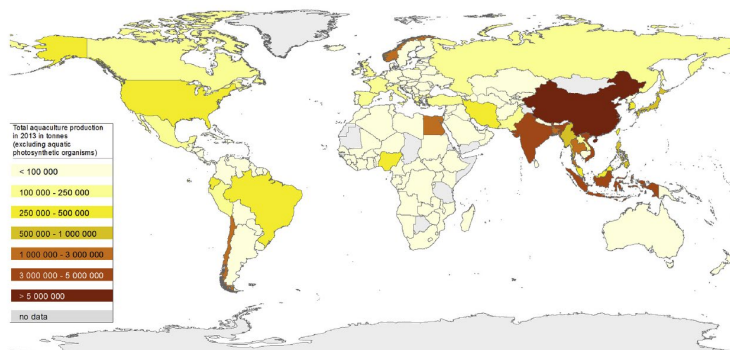 Total aquaculture production
in 2013 in tonnes
(excluding aquatic
photosynthetic organisms)
< 100 000
100 000 - 250 000
250 000 - 500 000
500 000 - 1 000 000
1 000 000 - 3 000 000
3 000 000 - 5 000 000
> 5 000 000
no data